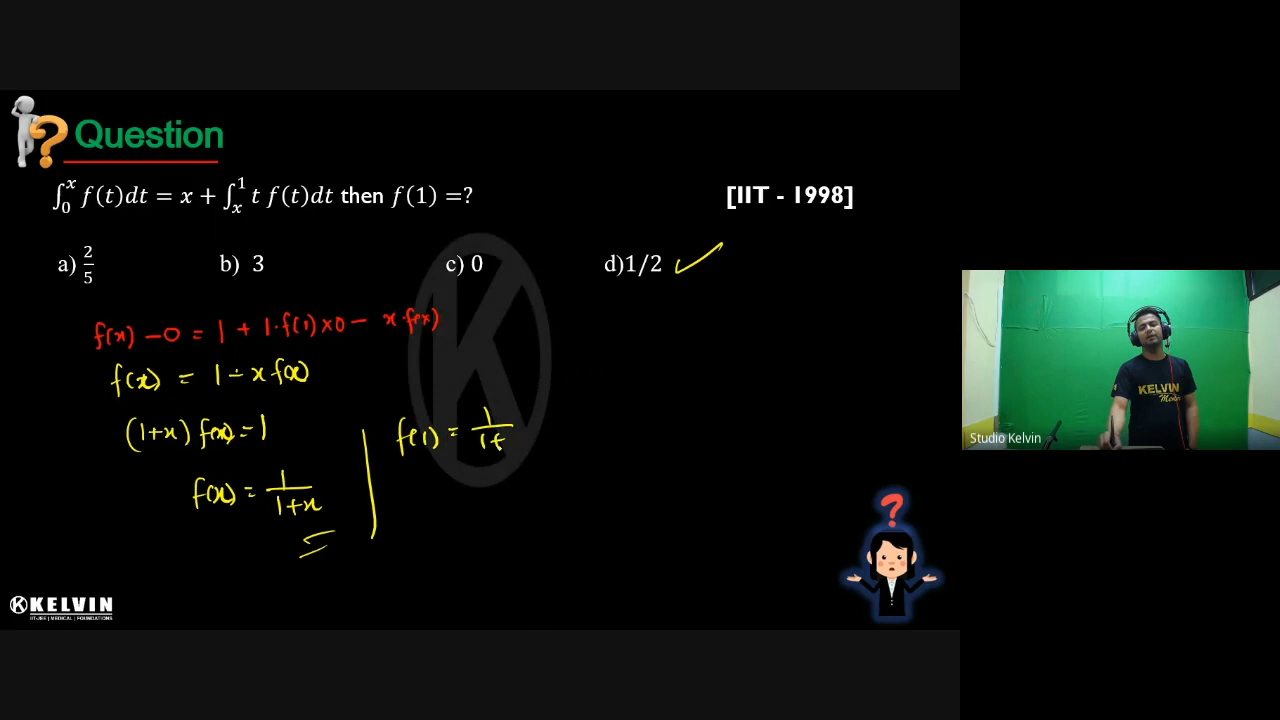 Question
∫₀ˣ f(t)dt = x + ∫ₓ¹ t f(t)dt then f(1) =? [IIT - 1998]
a) 2/5 b) 3 c) 0 d)1/2 ✓
f(x) − 0 = 1 + 1·f(1)×0 − x·f(x)
f(x) = 1 − x f(x)
(1+x) f(x) = 1
f(x) = 1/(1+x)
f(1) = 1/1+
KELVIN
IIT-JEE | MEDICAL | FOUNDATIONS
KELVIN
Studio Kelvin